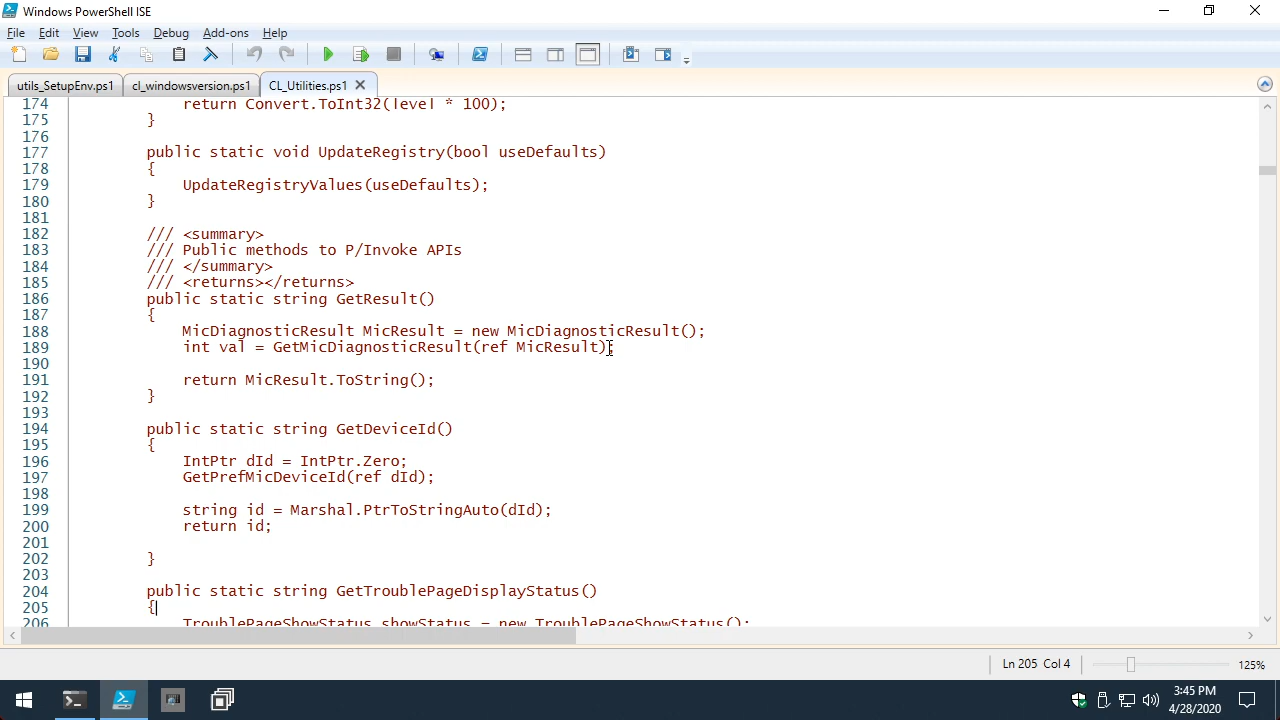 Windows PowerShell ISE
File Edit View Tools Debug Add-ons Help
utils_SetupEnv.ps1 cl_windowsversion.ps1 CL_Utilities.ps1
174 return Convert.ToInt32(level * 100);
175 }
176
177 public static void UpdateRegistry(bool useDefaults)
178 {
179 UpdateRegistryValues(useDefaults);
180 }
181
182 /// <summary>
183 /// Public methods to P/Invoke APIs
184 /// </summary>
185 /// <returns></returns>
186 public static string GetResult()
187 {
188 MicDiagnosticResult MicResult = new MicDiagnosticResult();
189 int val = GetMicDiagnosticResult(ref MicResult);
190
191 return MicResult.ToString();
192 }
193
194 public static string GetDeviceId()
195 {
196 IntPtr dId = IntPtr.Zero;
197 GetPrefMicDeviceId(ref dId);
198
199 string id = Marshal.PtrToStringAuto(dId);
200 return id;
201
202 }
203
204 public static string GetTroublePageDisplayStatus()
205 {
206 TroublePageShowStatus showStatus = new TroublePageShowStatus();
Ln 205 Col 4 125%
3:45 PM
4/28/2020